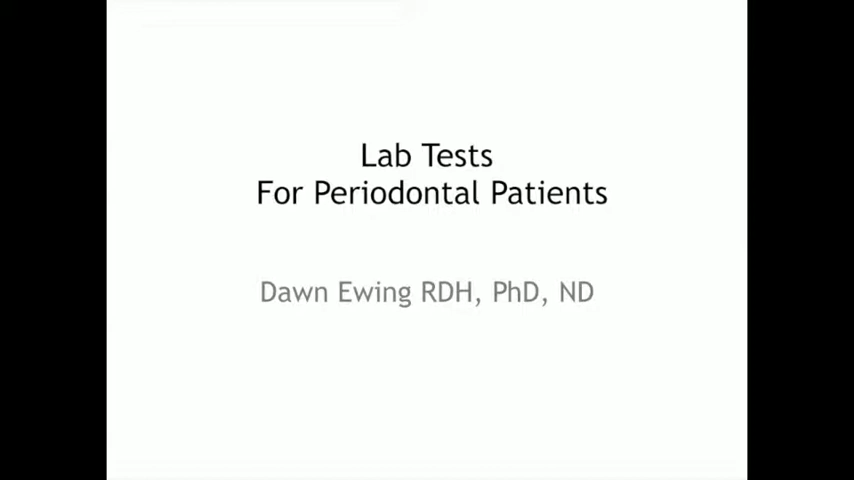 Lab Tests
For Periodontal Patients
Dawn Ewing RDH, PhD, ND